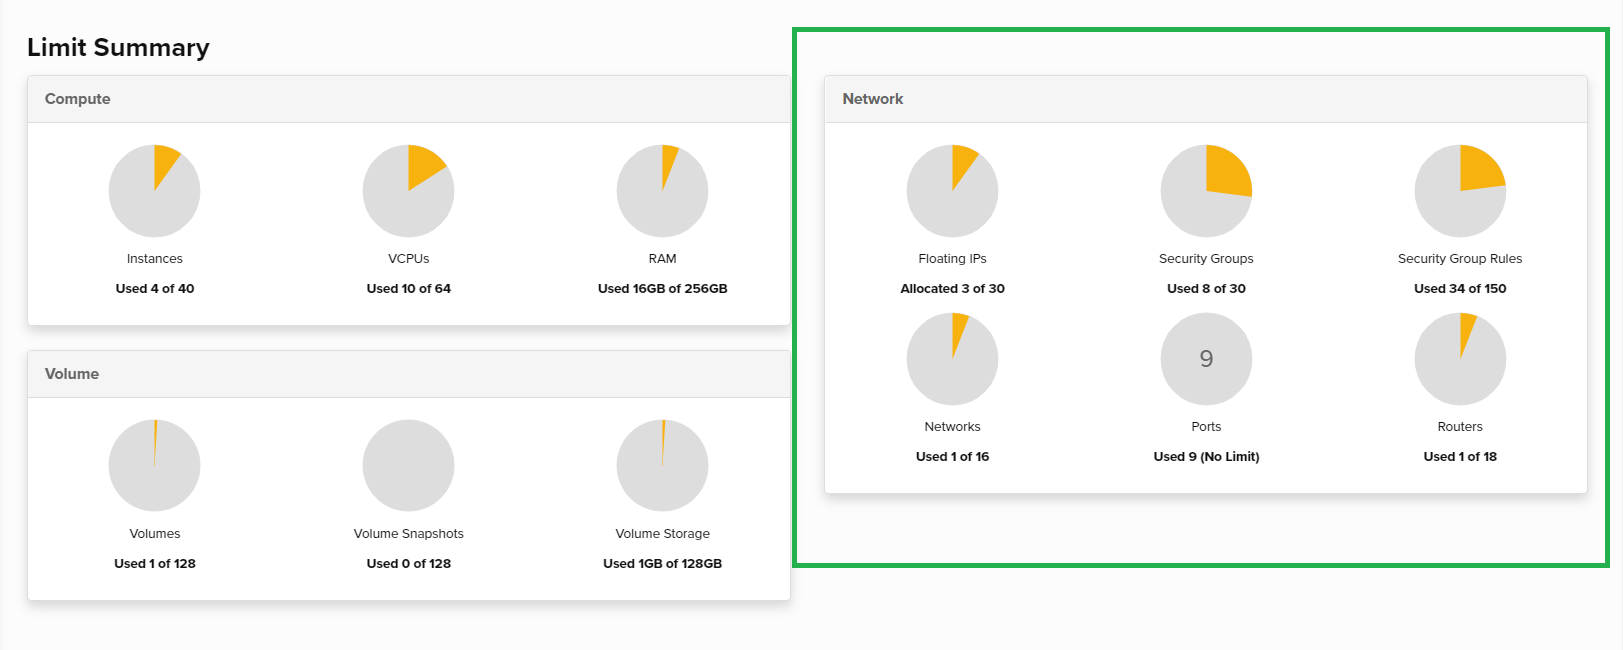 Limit Summary
Compute
Instances
VCPUs
RAM
Used 4 of 40
Used 10 of 64
Used 16GB of 256GB
Volume
Volumes
Volume Snapshots
Volume Storage
Used 1 of 128
Used 0 of 128
Used 1GB of 128GB
Network
Floating IPs
Security Groups
Security Group Rules
Allocated 3 of 30
Used 8 of 30
Used 34 of 150
9
Networks
Ports
Routers
Used 1 of 16
Used 9 (No Limit)
Used 1 of 18